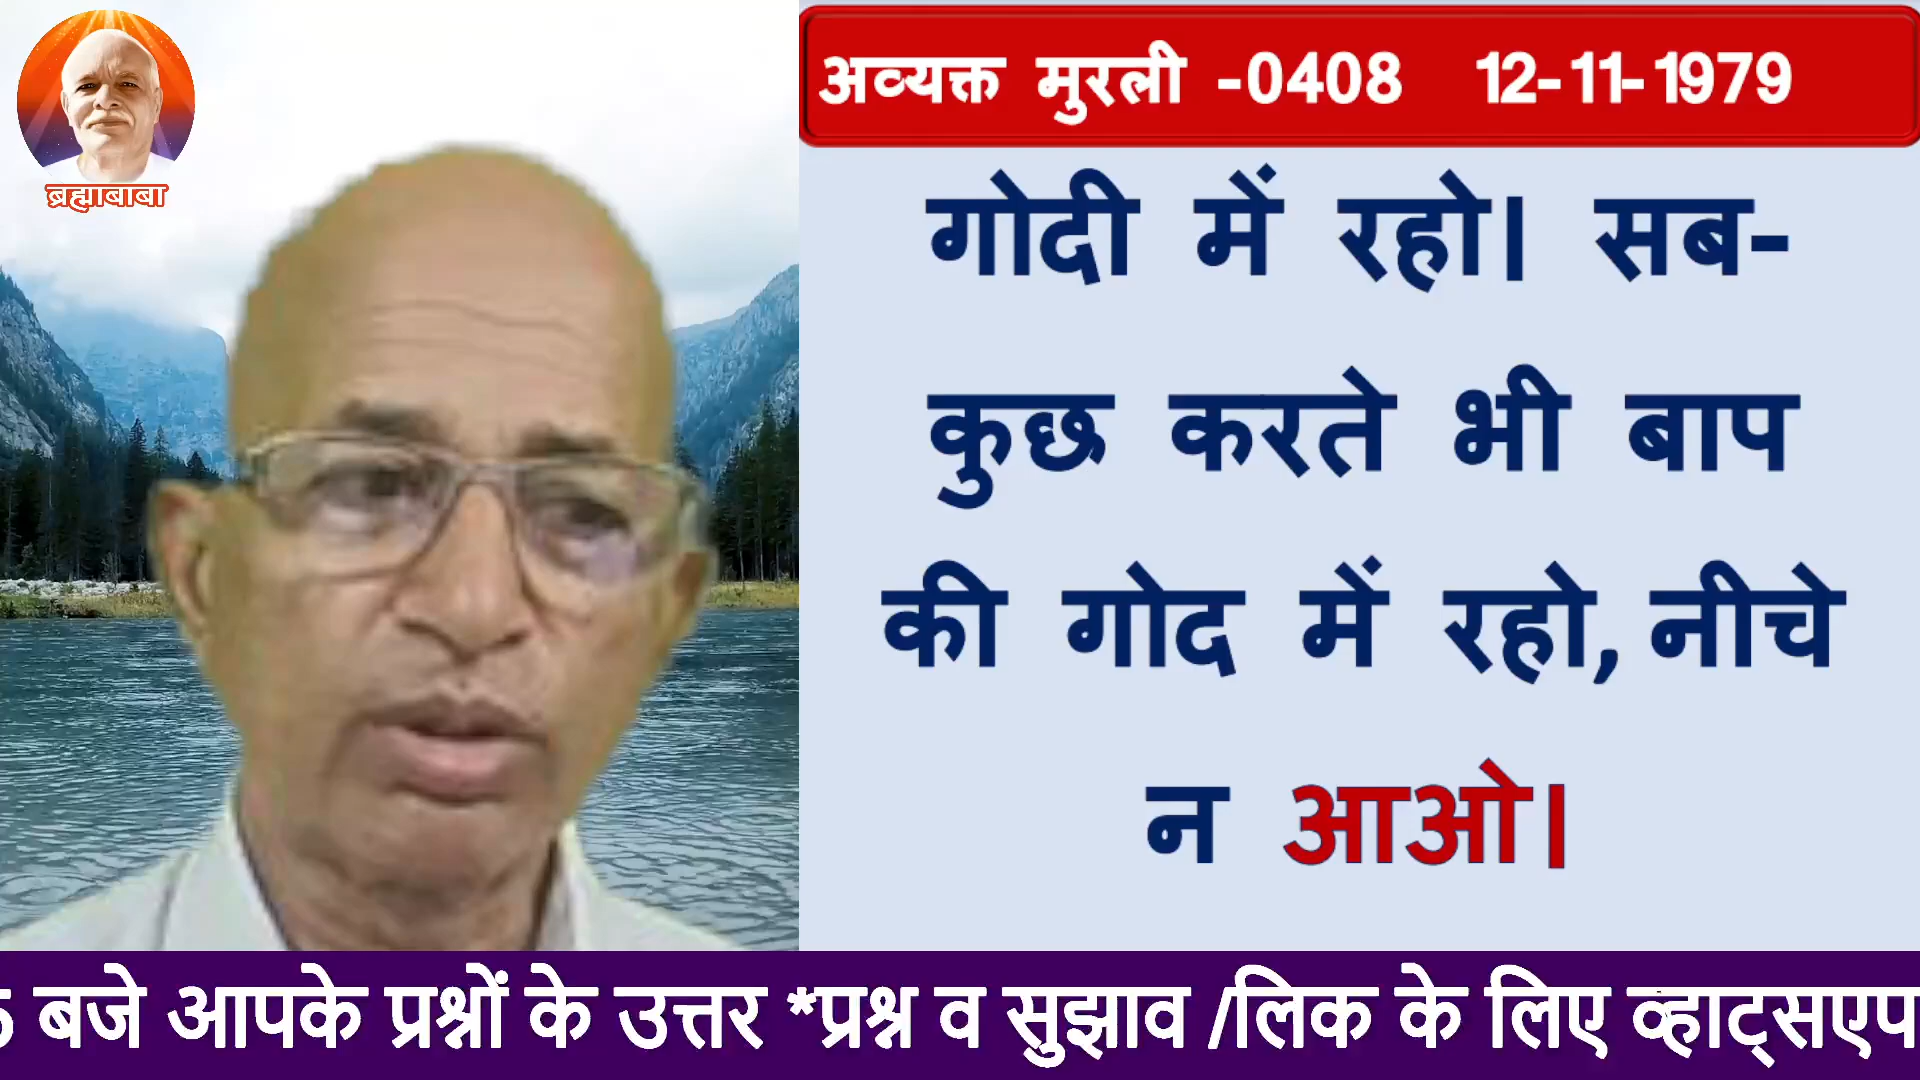 ब्रह्माबाबा
अव्यक्त मुरली -0408 12-11-1979
गोदी में रहो। सब-
कुछ करते भी बाप
की गोद में रहो, नीचे
न आओ।
बजे आपके प्रश्नों के उत्तर *प्रश्न व सुझाव /लिक के लिए व्हाट्सएप